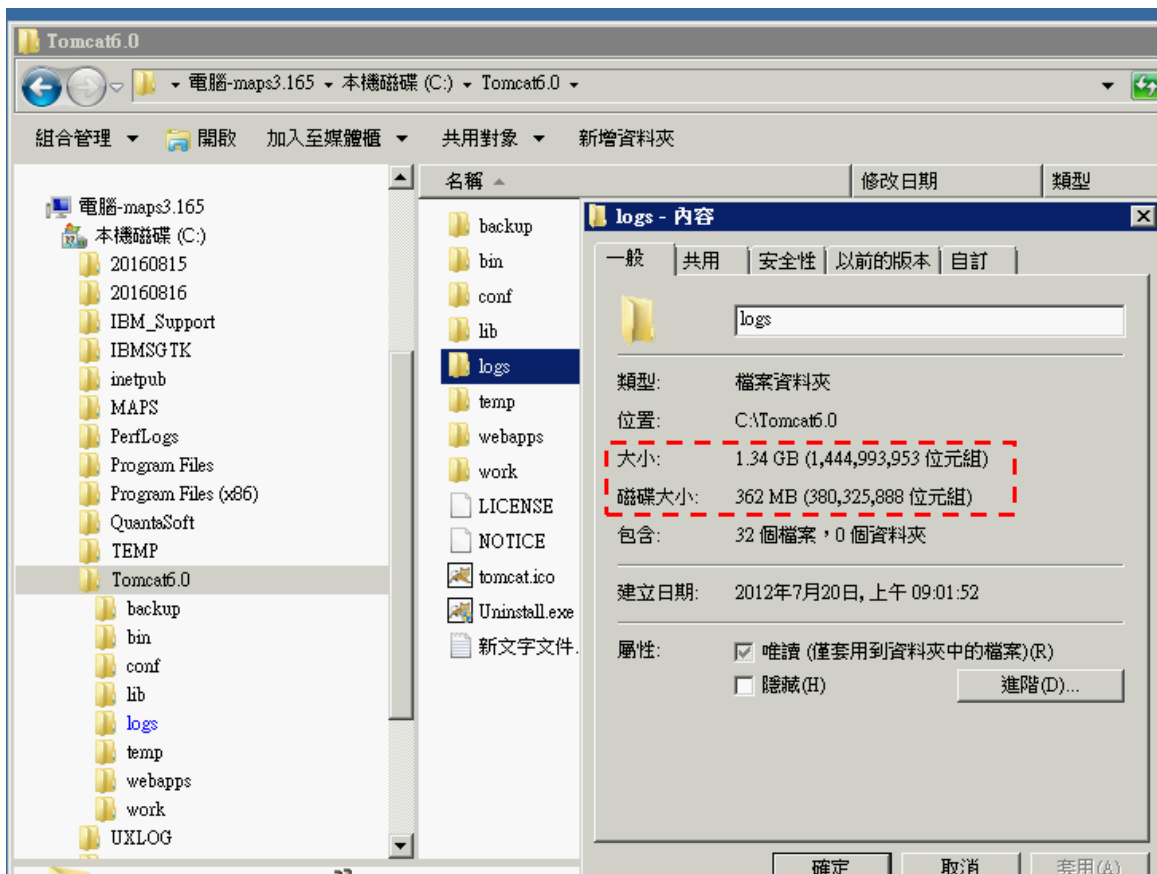 Tomcat6.0
電腦-maps3.165 本機磁碟 (C:) Tomcat6.0
組合管理 開啟 加入至媒體櫃 共用對象 新增資料夾
電腦-maps3.165
本機磁碟 (C:)
20160815
20160816
IBM_Support
IBMSGTK
inetpub
MAPS
PerfLogs
Program Files
Program Files (x86)
QuantaSoft
TEMP
Tomcat6.0
backup
bin
conf
lib
logs
temp
webapps
work
UXLOG
名稱 修改日期 類型
backup
bin
conf
lib
logs
temp
webapps
work
LICENSE
NOTICE
tomcat.ico
Uninstall.exe
新文字文件.
logs - 內容
一般 共用 安全性 以前的版本 自訂
logs
類型: 檔案資料夾
位置: C:\Tomcat6.0
大小: 1.34 GB (1,444,993,953 位元組)
磁碟大小: 362 MB (380,325,888 位元組)
包含: 32 個檔案，0 個資料夾
建立日期: 2012年7月20日, 上午 09:01:52
屬性: 唯讀 (僅套用到資料夾中的檔案)(R)
隱藏(H) 進階(D)...
確定 取消 套用(A)